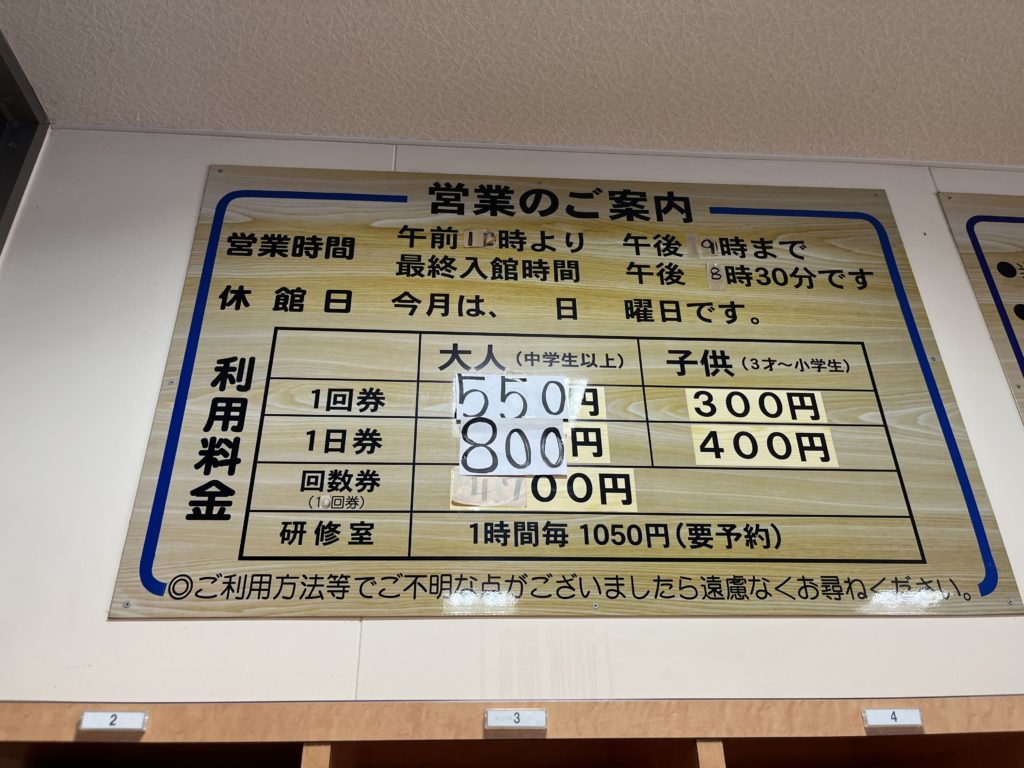 営業のご案内
営業時間 午前 時より 午後 9時まで
最終入館時間 午後 8時30分です
休館日 今月は、 日 曜日です。
利用料金
大人(中学生以上) 子供(3才〜小学生)
1回券 550円 300円
1日券 800円 400円
回数券 00円
(回券)
研修室 1時間毎 1050円(要予約)
◎ご利用方法等でご不明な点がございましたら遠慮なくお尋ねください。
2 3 4